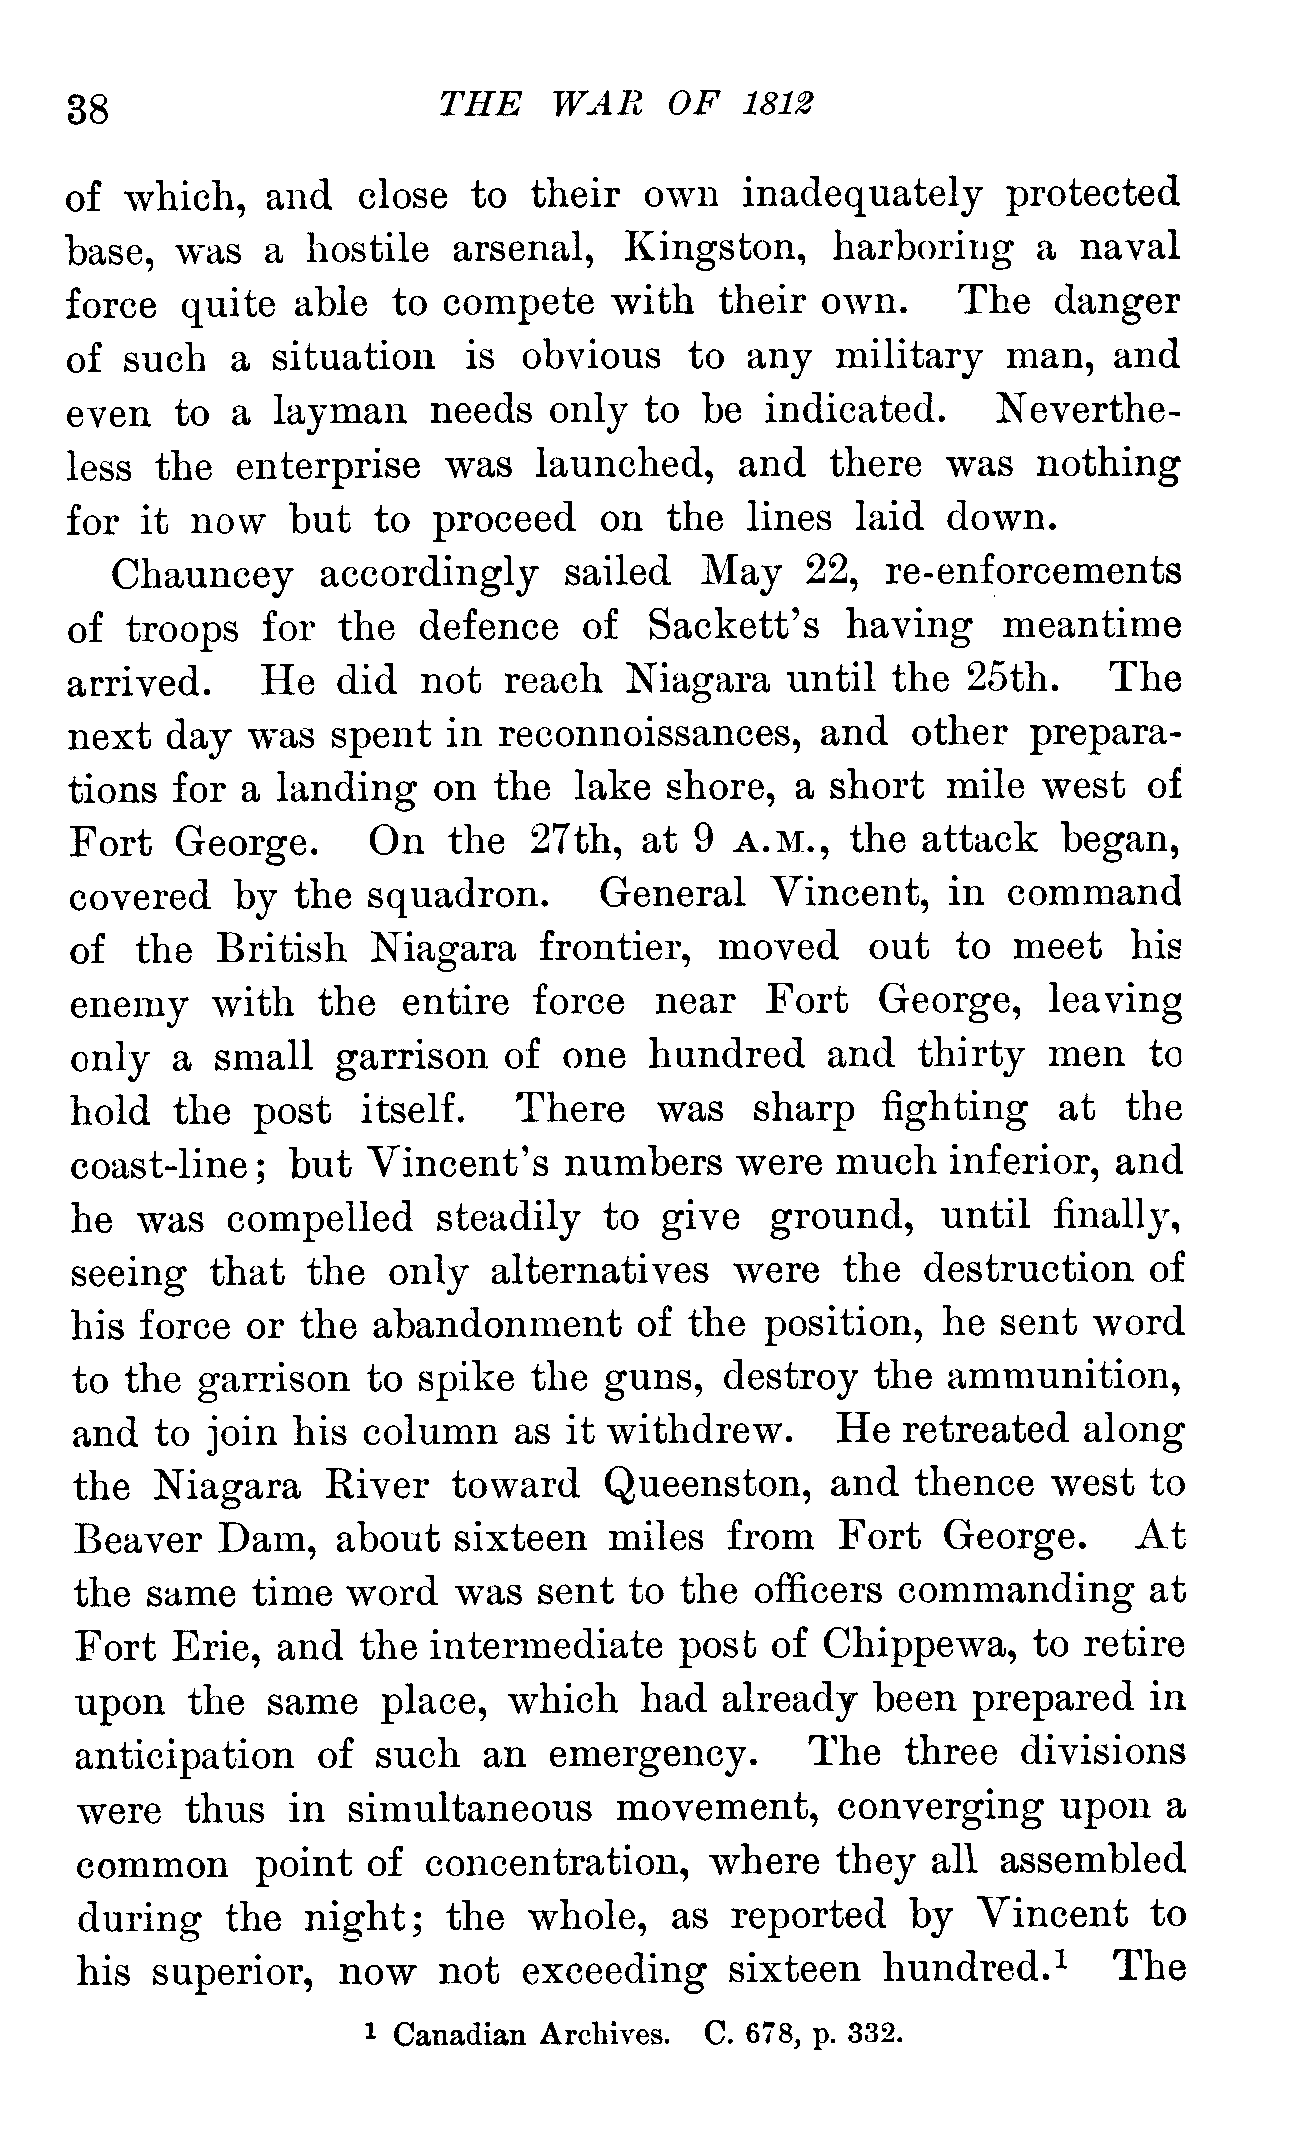 38 THE WAR OF 1812
of which, and close to their own inadequately protected
base, was a hostile arsenal, Kingston, harboring a naval
force quite able to compete with their own. The danger
of such a situation is obvious to any military man, and
even to a layman needs only to be indicated. Neverthe-
less the enterprise was launched, and there was nothing
for it now but to proceed on the lines laid down.
Chauncey accordingly sailed May 22, re-enforcements
of troops for the defence of Sackett's having meantime
arrived. He did not reach Niagara until the 25th. The
next day was spent in reconnoissances, and other prepara-
tions for a landing on the lake shore, a short mile west of
Fort George. On the 27th, at 9 A.M., the attack began,
covered by the squadron. General Vincent, in command
of the British Niagara frontier, moved out to meet his
enemy with the entire force near Fort George, leaving
only a small garrison of one hundred and thirty men to
hold the post itself. There was sharp fighting at the
coast-line; but Vincent's numbers were much inferior, and
he was compelled steadily to give ground, until finally,
seeing that the only alternatives were the destruction of
his force or the abandonment of the position, he sent word
to the garrison to spike the guns, destroy the ammunition,
and to join his column as it withdrew. He retreated along
the Niagara River toward Queenston, and thence west to
Beaver Dam, about sixteen miles from Fort George. At
the same time word was sent to the officers commanding at
Fort Erie, and the intermediate post of Chippewa, to retire
upon the same place, which had already been prepared in
anticipation of such an emergency. The three divisions
were thus in simultaneous movement, converging upon a
common point of concentration, where they all assembled
during the night; the whole, as reported by Vincent to
his superior, now not exceeding sixteen hundred.¹ The
¹ Canadian Archives. C. 678, p. 332.